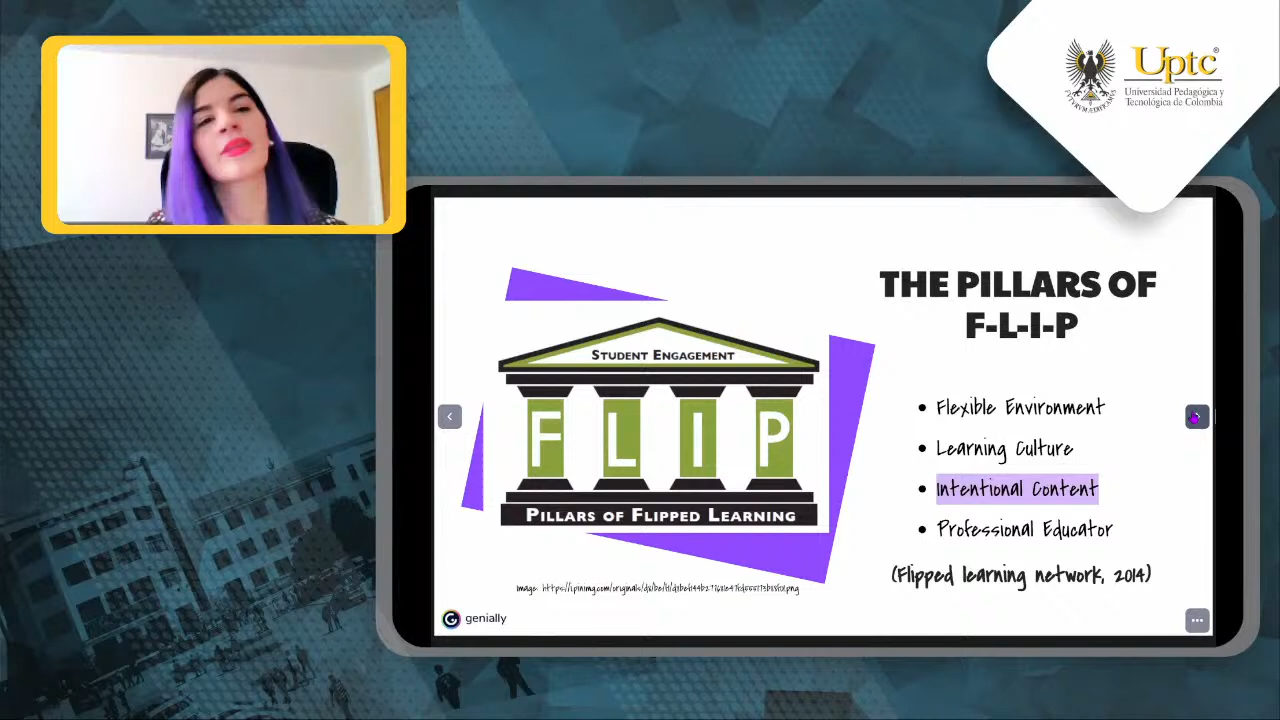 Uptc
Universidad Pedagógica y
Tecnológica de Colombia
THE PILLARS OF
F-L-I-P
STUDENT ENGAGEMENT
F L I P
PILLARS OF FLIPPED LEARNING
• Flexible Environment
• Learning Culture
• Intentional Content
• Professional Educator
(Flipped learning network, 2014)
image:
genially